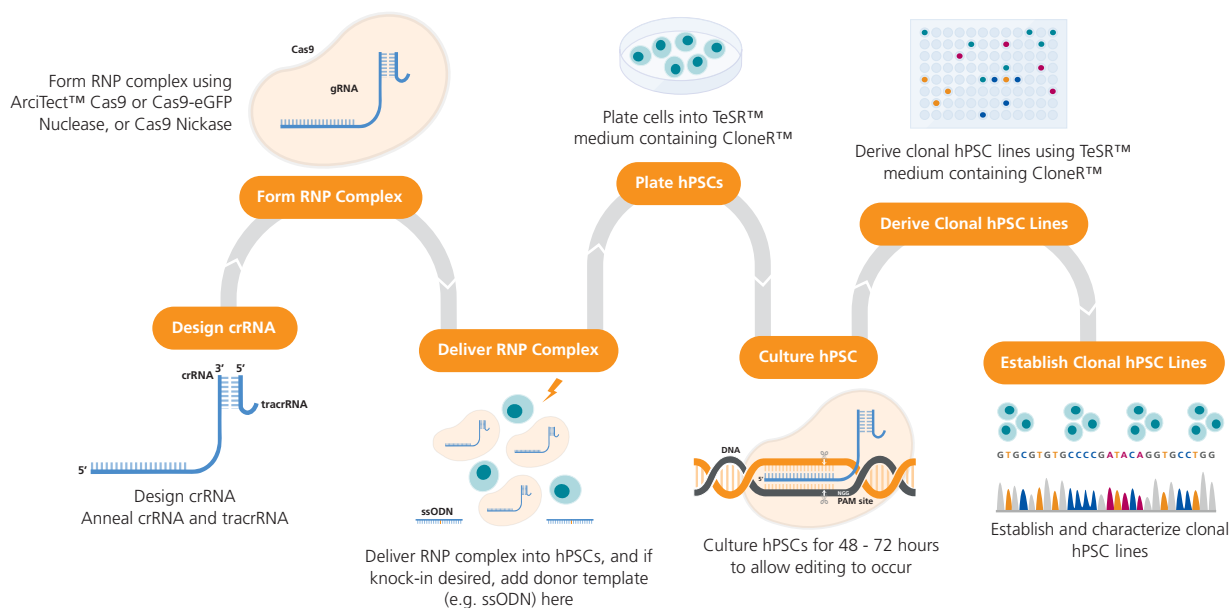 Form RNP complex using
ArciTect™ Cas9 or Cas9-eGFP
Nuclease, or Cas9 Nickase
Cas9
gRNA
Form RNP Complex
Design crRNA
crRNA
3’
5’
tracrRNA
5’
Design crRNA
Anneal crRNA and tracrRNA
Deliver RNP Complex
ssODN
Deliver RNP complex into hPSCs, and if
knock-in desired, add donor template
(e.g. ssODN) here
Plate cells into TeSR™
medium containing CloneR™
Plate hPSCs
Culture hPSC
DNA
5’
NGG
PAM site
Culture hPSCs for 48 - 72 hours
to allow editing to occur
Derive clonal hPSC lines using TeSR™
medium containing CloneR™
Derive Clonal hPSC Lines
Establish Clonal hPSC Lines
GTGCGTGTGCCCCGATACAGGTGCCTGG
Establish and characterize clonal
hPSC lines